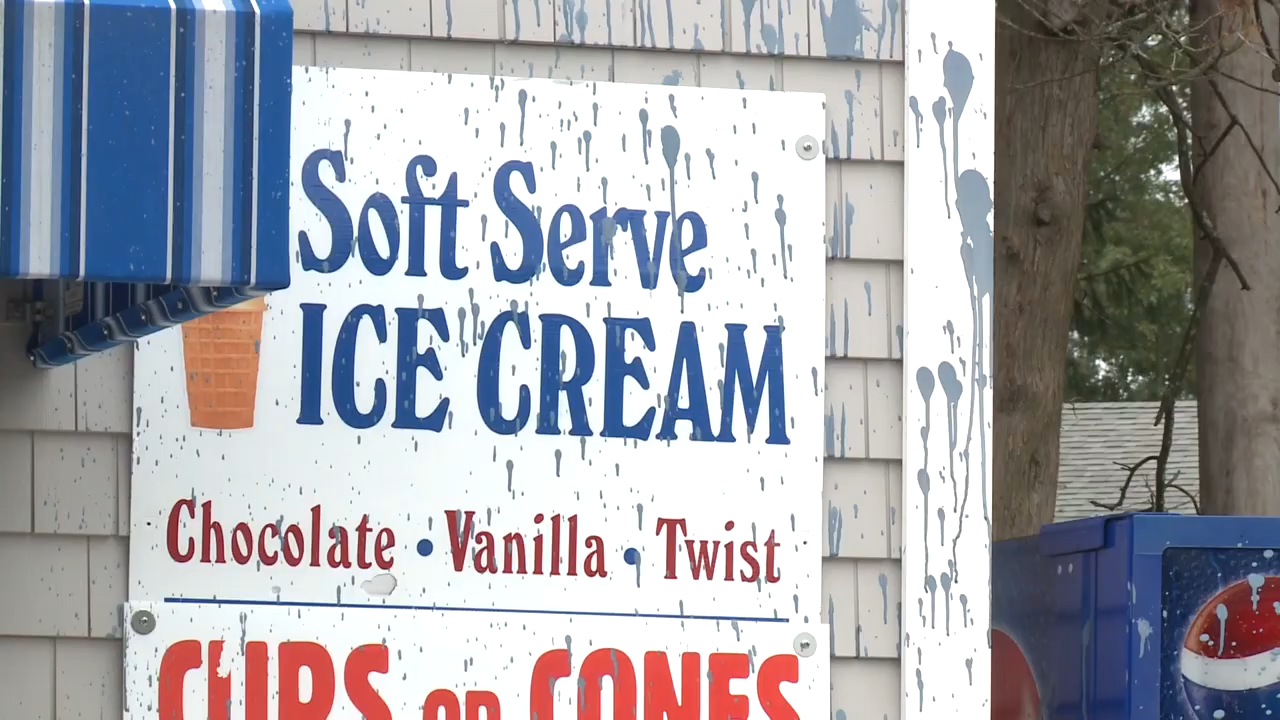 Soft Serve
ICE CREAM
Chocolate • Vanilla • Twist
CUPS OR CONES